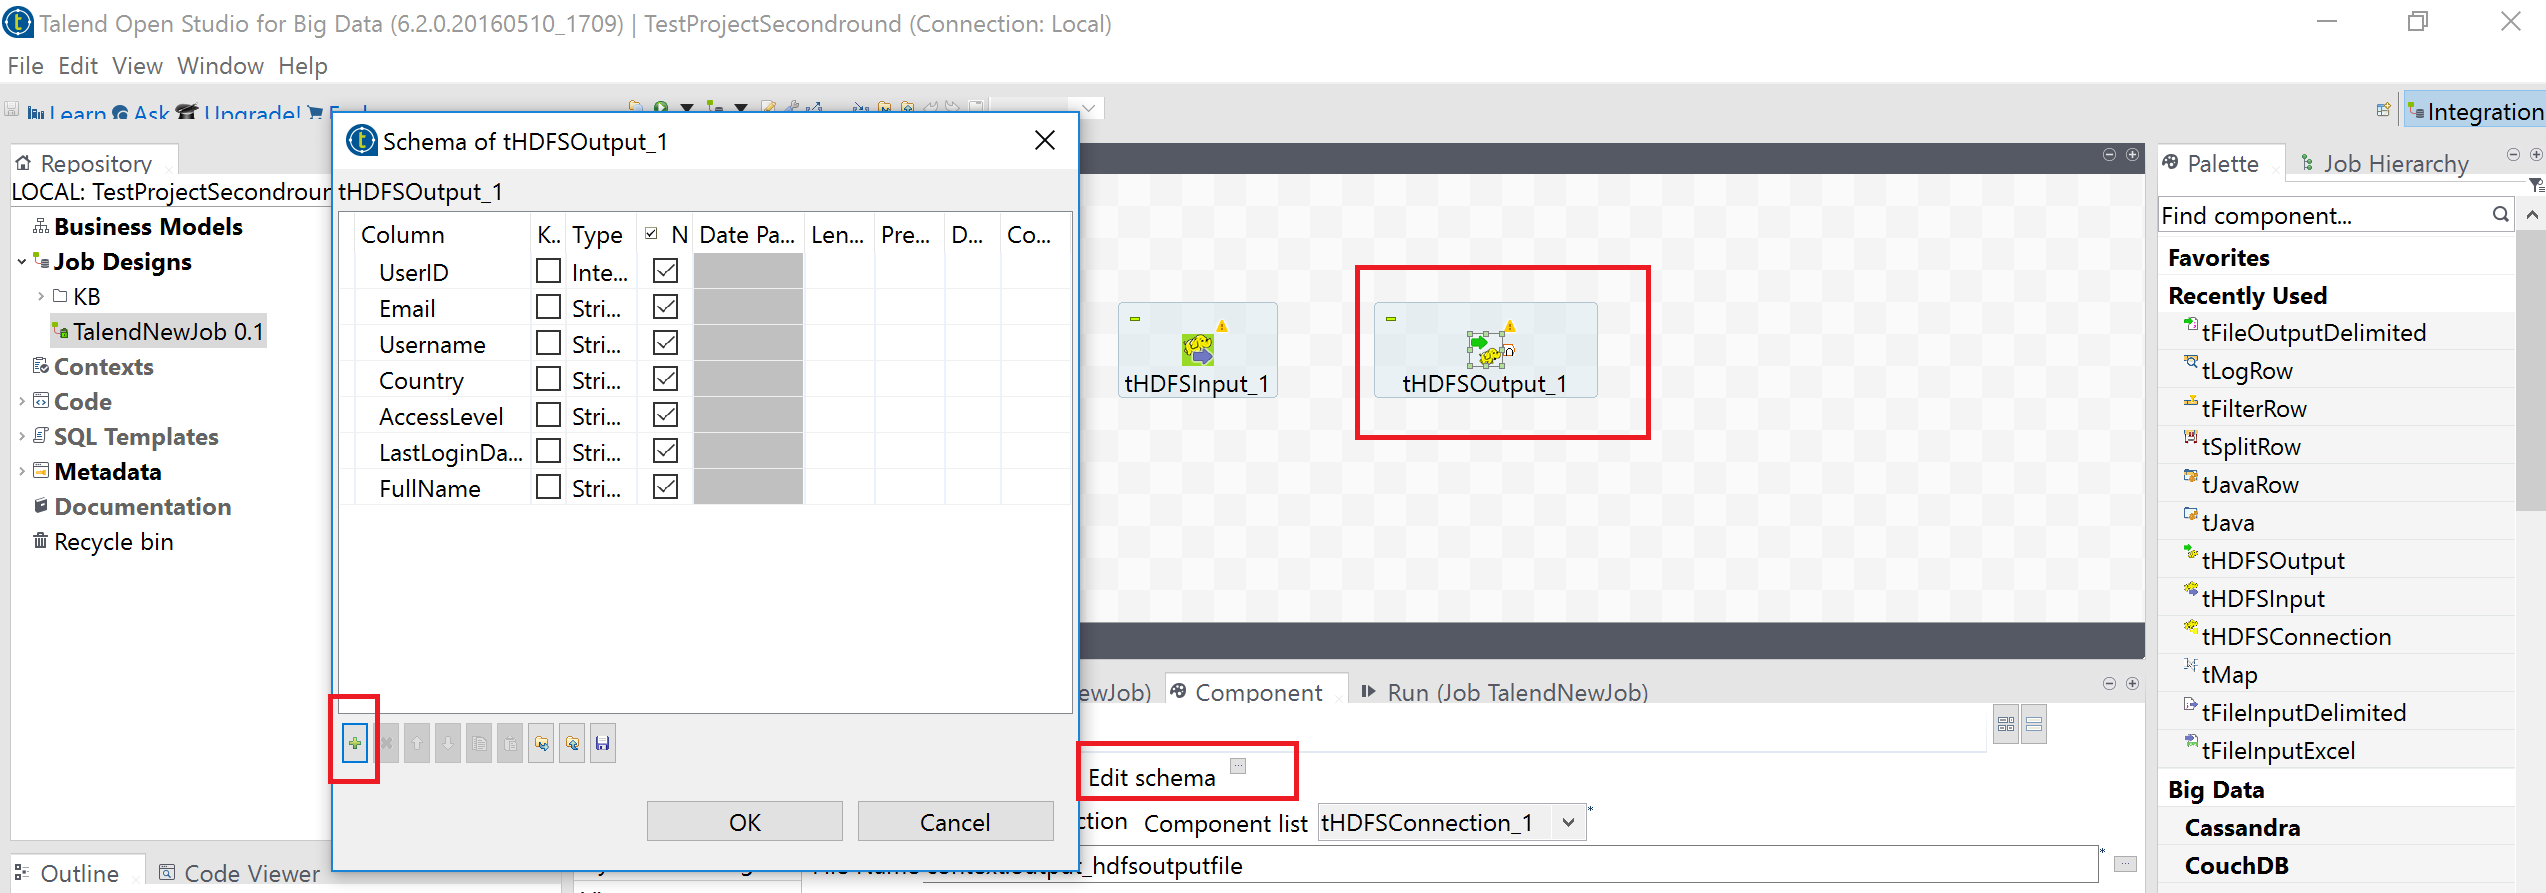 Talend Open Studio for Big Data (6.2.0.20160510_1709) | TestProjectSecondround (Connection: Local)
File Edit View Window Help
Learn Ask Upgrade!
Integration
Repository
LOCAL: TestProjectSecondroun
Business Models
Job Designs
KB
TalendNewJob 0.1
Contexts
Code
SQL Templates
Metadata
Documentation
Recycle bin
Outline Code Viewer
Schema of tHDFSOutput_1
tHDFSOutput_1
Column K.. Type N Date Pa... Len... Pre... D... Co...
UserID Inte...
Email Stri...
Username Stri...
Country Stri...
AccessLevel Stri...
LastLoginDa... Stri...
FullName Stri...
OK Cancel
tHDFSInput_1
tHDFSOutput_1
ewJob) Component Run (Job TalendNewJob)
Edit schema ...
ction Component list tHDFSConnection_1 *
_hdfsoutputfile * ...
Palette Job Hierarchy
Find component...
Favorites
Recently Used
tFileOutputDelimited
tLogRow
tFilterRow
tSplitRow
tJavaRow
tJava
tHDFSOutput
tHDFSInput
tHDFSConnection
tMap
tFileInputDelimited
tFileInputExcel
Big Data
Cassandra
CouchDB